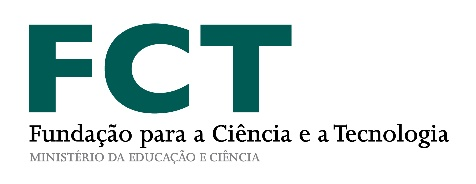 FCT
Fundação para a Ciência e a Tecnologia
MINISTÉRIO DA EDUCAÇÃO E CIÊNCIA